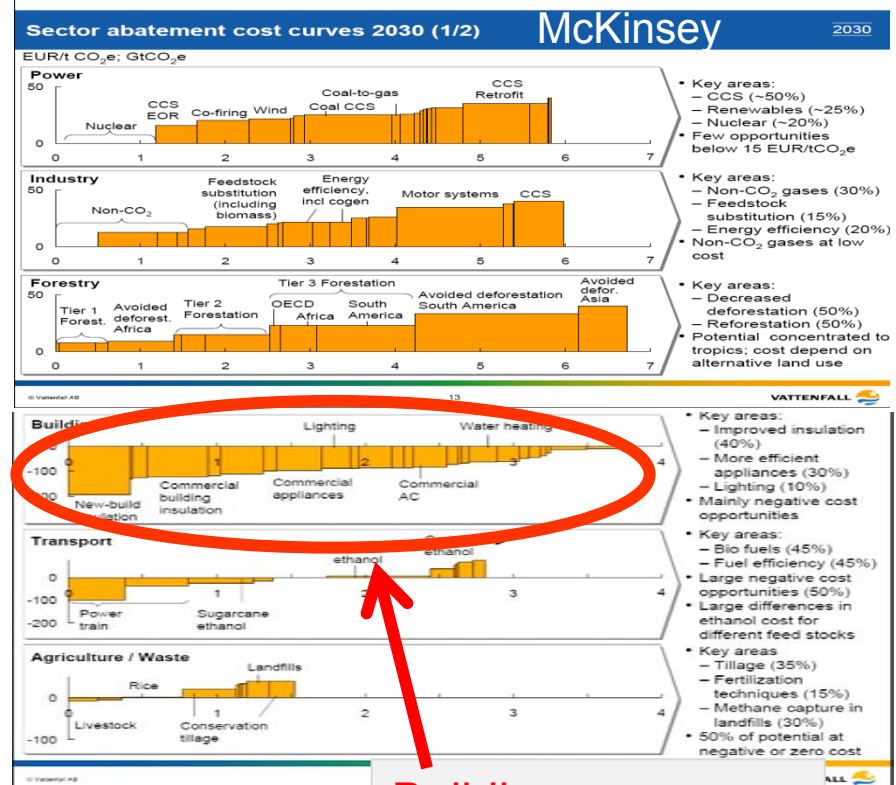 Sector abatement cost curves 2030 (1/2)
McKinsey
2030
EUR/t CO₂e; GtCO₂e
Power
50
0
Nuclear
CCS
EOR
Co-firing
Wind
Coal CCS
Coal-to-gas
CCS
Retrofit
0 1 2 3 4 5 6 7
• Key areas:
– CCS (~50%)
– Renewables (~25%)
– Nuclear (~20%)
• Few opportunities
below 15 EUR/tCO₂e
Industry
50
0
Non-CO₂
Feedstock
substitution
(including
biomass)
Energy
efficiency,
incl cogen
Motor systems
CCS
0 1 2 3 4 5 6 7
• Key areas:
– Non-CO₂ gases (30%)
– Feedstock
substitution (15%)
– Energy efficiency (20%)
• Non-CO₂ gases at low
cost
Forestry
50
0
Tier 1
Forest.
Avoided
deforest.
Africa
Tier 2
Forestation
Tier 3 Forestation
OECD
Africa
South
America
Avoided deforestation
South America
Avoided
defor.
Asia
0 1 2 3 4 5 6 7
• Key areas:
– Decreased
deforestation (50%)
– Reforestation (50%)
• Potential concentrated to
tropics; cost depend on
alternative land use
© Vattenfall AB
13
VATTENFALL
Lighting
Water heating
0 1 2 3 4
-100
New-build
Commercial
building
insulation
Commercial
appliances
Commercial
AC
• Key areas:
– Improved insulation
(40%)
– More efficient
appliances (30%)
– Lighting (10%)
• Mainly negative cost
opportunities
Transport
0
-100
-200
Power
train
Sugarcane
ethanol
ethanol
ethanol
0 1 2 3 4
• Key areas:
– Bio fuels (45%)
– Fuel efficiency (45%)
• Large negative cost
opportunities (50%)
• Large differences in
ethanol cost for
different feed stocks
Agriculture / Waste
0
-100
Livestock
Rice
Conservation
tillage
Landfills
0 1 2 3 4
• Key areas
– Tillage (35%)
– Fertilization
techniques (15%)
– Methane capture in
landfills (30%)
• 50% of potential at
negative or zero cost
© Vattenfall AB